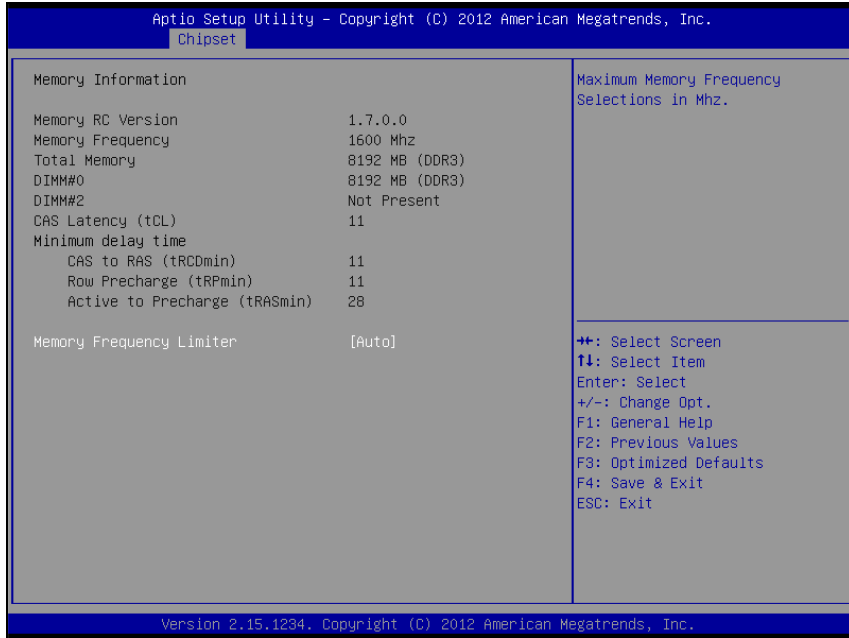 Aptio Setup Utility – Copyright (C) 2012 American Megatrends, Inc.
Chipset
Memory Information
Memory RC Version 1.7.0.0
Memory Frequency 1600 Mhz
Total Memory 8192 MB (DDR3)
DIMM#0 8192 MB (DDR3)
DIMM#2 Not Present
CAS Latency (tCL) 11
Minimum delay time
CAS to RAS (tRCDmin) 11
Row Precharge (tRPmin) 11
Active to Precharge (tRASmin) 28
Memory Frequency Limiter [Auto]
Maximum Memory Frequency
Selections in Mhz.
→←: Select Screen
↑↓: Select Item
Enter: Select
+/-: Change Opt.
F1: General Help
F2: Previous Values
F3: Optimized Defaults
F4: Save & Exit
ESC: Exit
Version 2.15.1234. Copyright (C) 2012 American Megatrends, Inc.